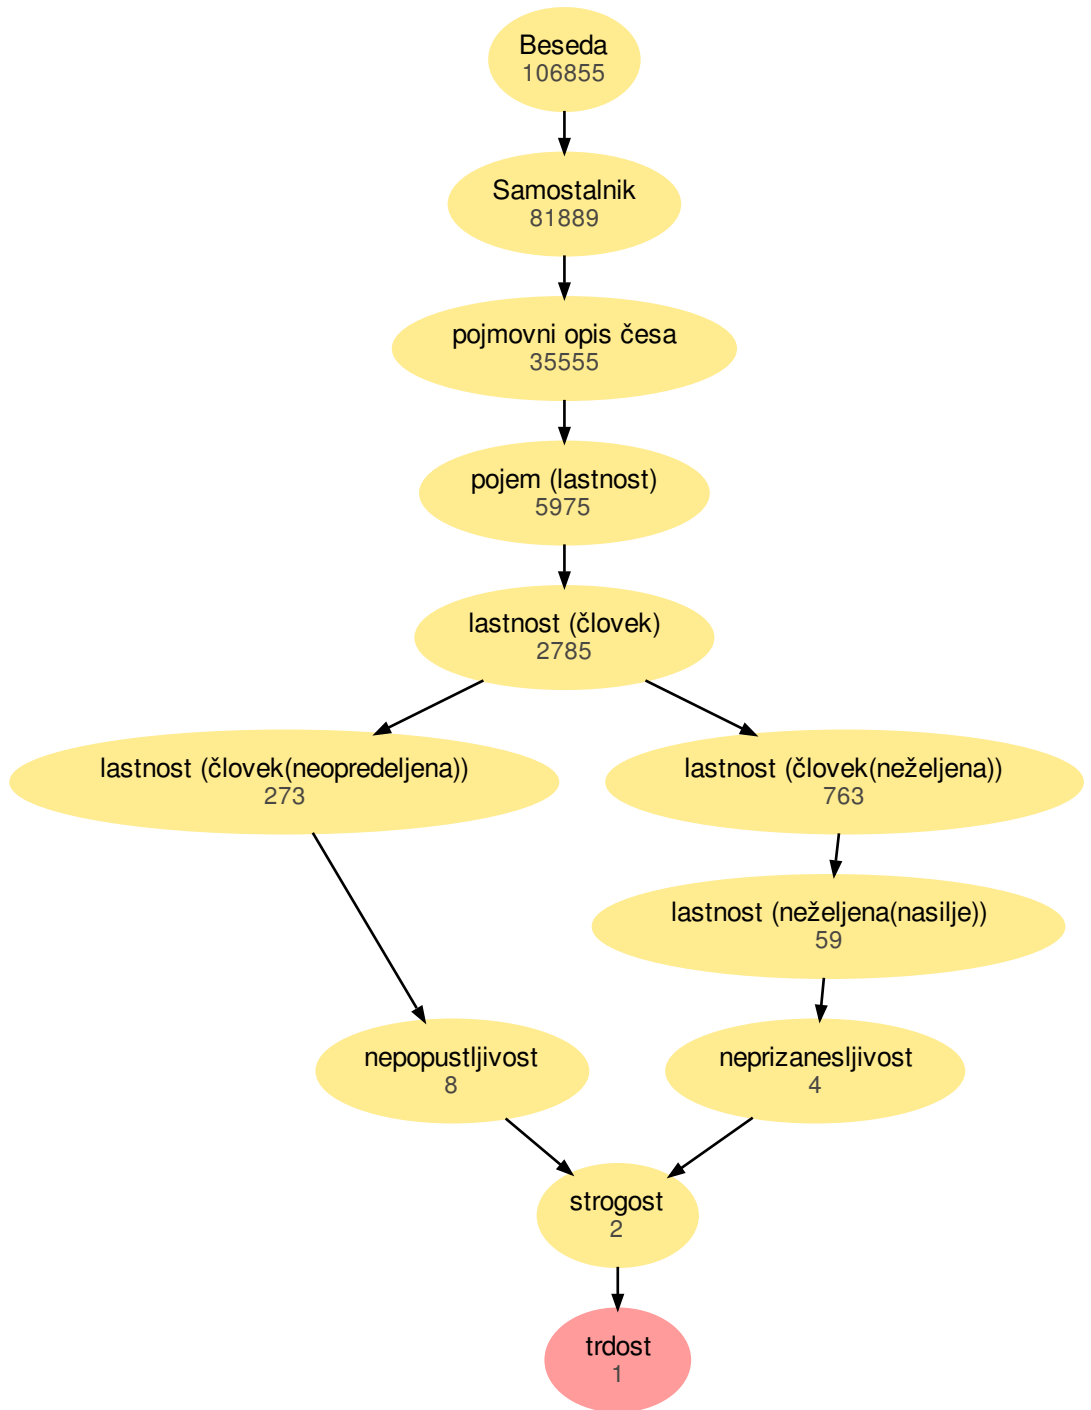 Beseda
106855
Samostalnik
81889
pojmovni opis česa
35555
pojem (lastnost)
5975
lastnost (človek)
2785
lastnost (človek(neopredeljena))
273
lastnost (človek(neželjena))
763
lastnost (neželjena(nasilje))
59
nepopustljivost
8
neprizanesljivost
4
strogost
2
trdost
1